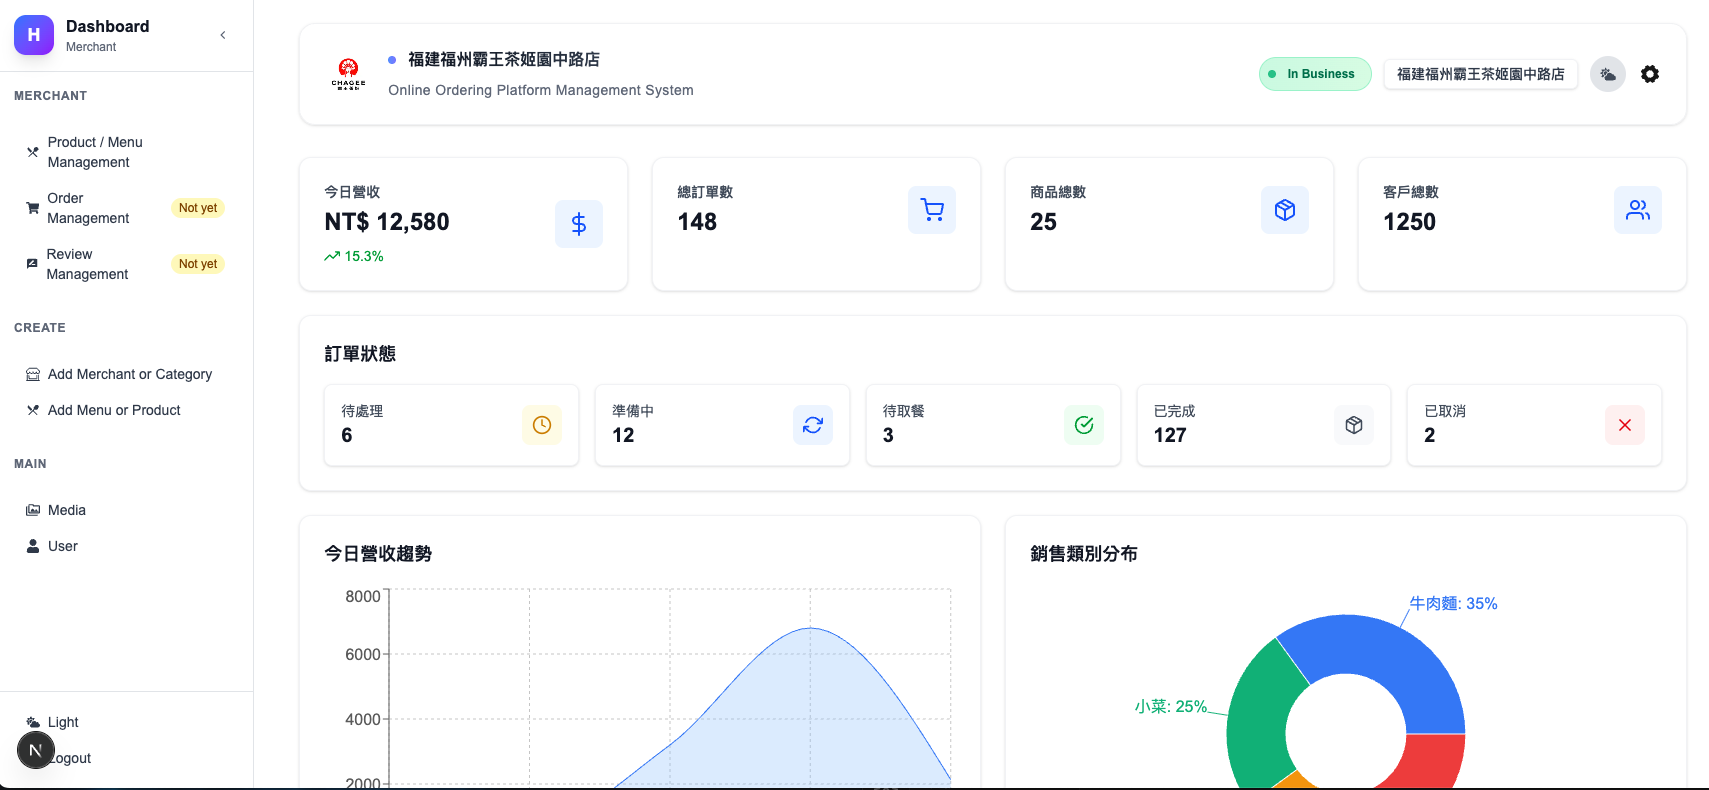 H
Dashboard
Merchant
MERCHANT
Product / Menu
Management
Order
Management
Not yet
Review
Management
Not yet
CREATE
Add Merchant or Category
Add Menu or Product
MAIN
Media
User
Light
N
Logout
CHAGEE
霸王茶姬
福建福州霸王茶姬園中路店
Online Ordering Platform Management System
In Business
福建福州霸王茶姬園中路店
今日營收
NT$ 12,580
15.3%
總訂單數
148
商品總數
25
客戶總數
1250
訂單狀態
待處理
6
準備中
12
待取餐
3
已完成
127
已取消
2
今日營收趨勢
8000
6000
4000
2000
銷售類別分布
牛肉麵: 35%
小菜: 25%